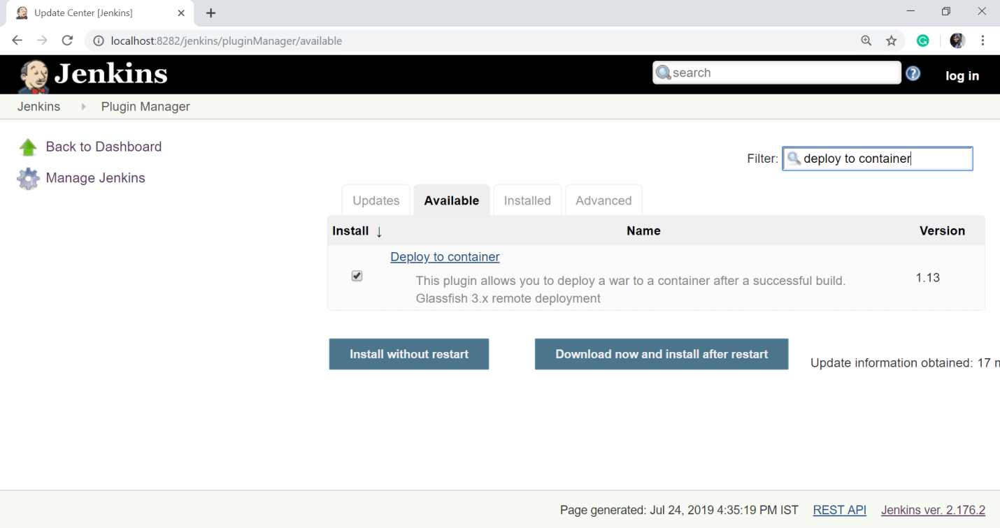 Update Center [Jenkins]
localhost:8282/jenkins/pluginManager/available
Jenkins
search
log in
Jenkins Plugin Manager
Back to Dashboard
Manage Jenkins
Filter: deploy to container
Updates Available Installed Advanced
Install ↓ Name Version
Deploy to container
This plugin allows you to deploy a war to a container after a successful build.
Glassfish 3.x remote deployment
1.13
Install without restart
Download now and install after restart
Update information obtained: 17
Page generated: Jul 24, 2019 4:35:19 PM IST REST API Jenkins ver. 2.176.2